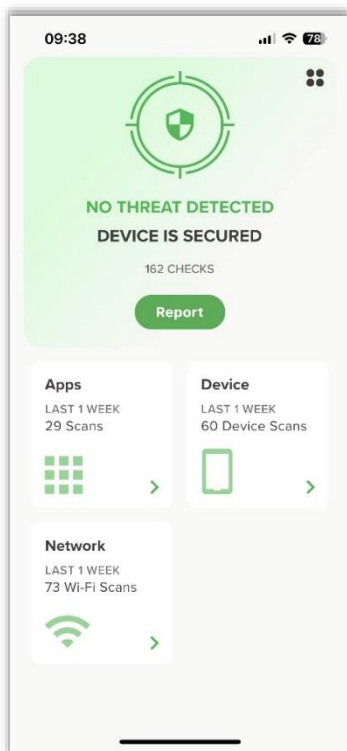 09:38
78
NO THREAT DETECTED
DEVICE IS SECURED
162 CHECKS
Report
Apps
LAST 1 WEEK
29 Scans
Device
LAST 1 WEEK
60 Device Scans
Network
LAST 1 WEEK
73 Wi-Fi Scans